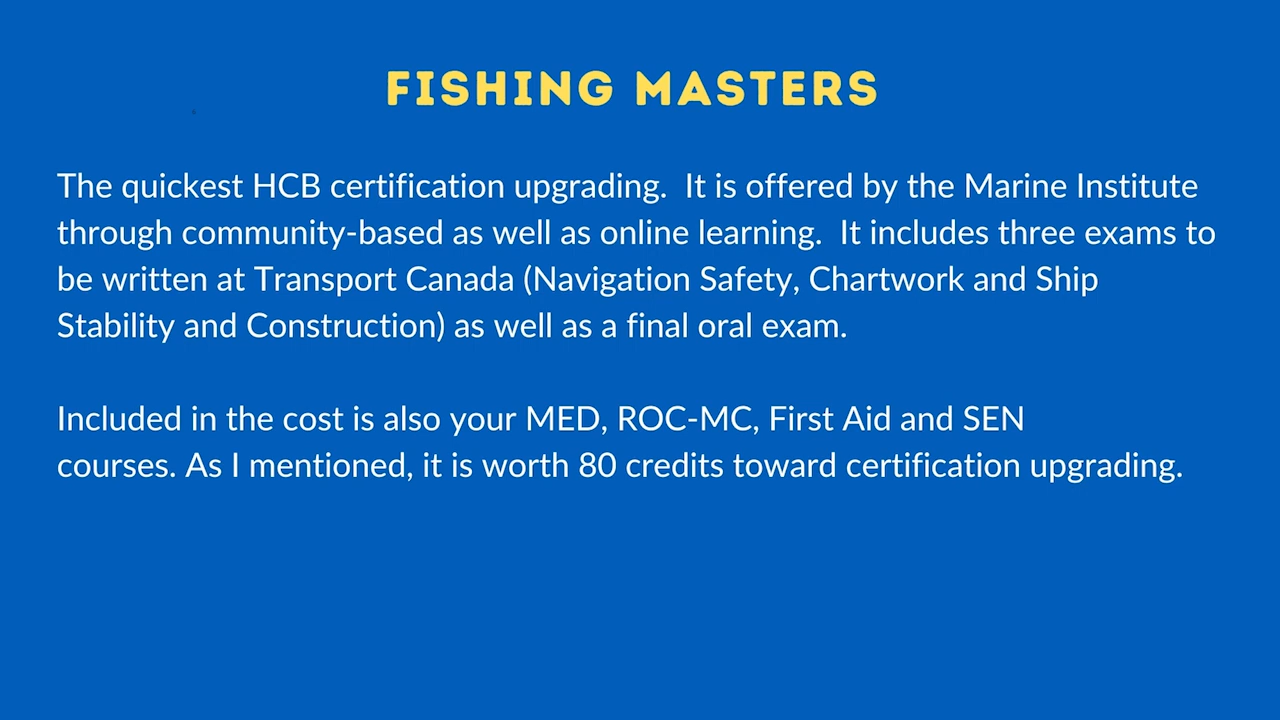 FISHING MASTERS
The quickest HCB certification upgrading.  It is offered by the Marine Institute
through community-based as well as online learning.  It includes three exams to
be written at Transport Canada (Navigation Safety, Chartwork and Ship
Stability and Construction) as well as a final oral exam.
Included in the cost is also your MED, ROC-MC, First Aid and SEN
courses. As I mentioned, it is worth 80 credits toward certification upgrading.